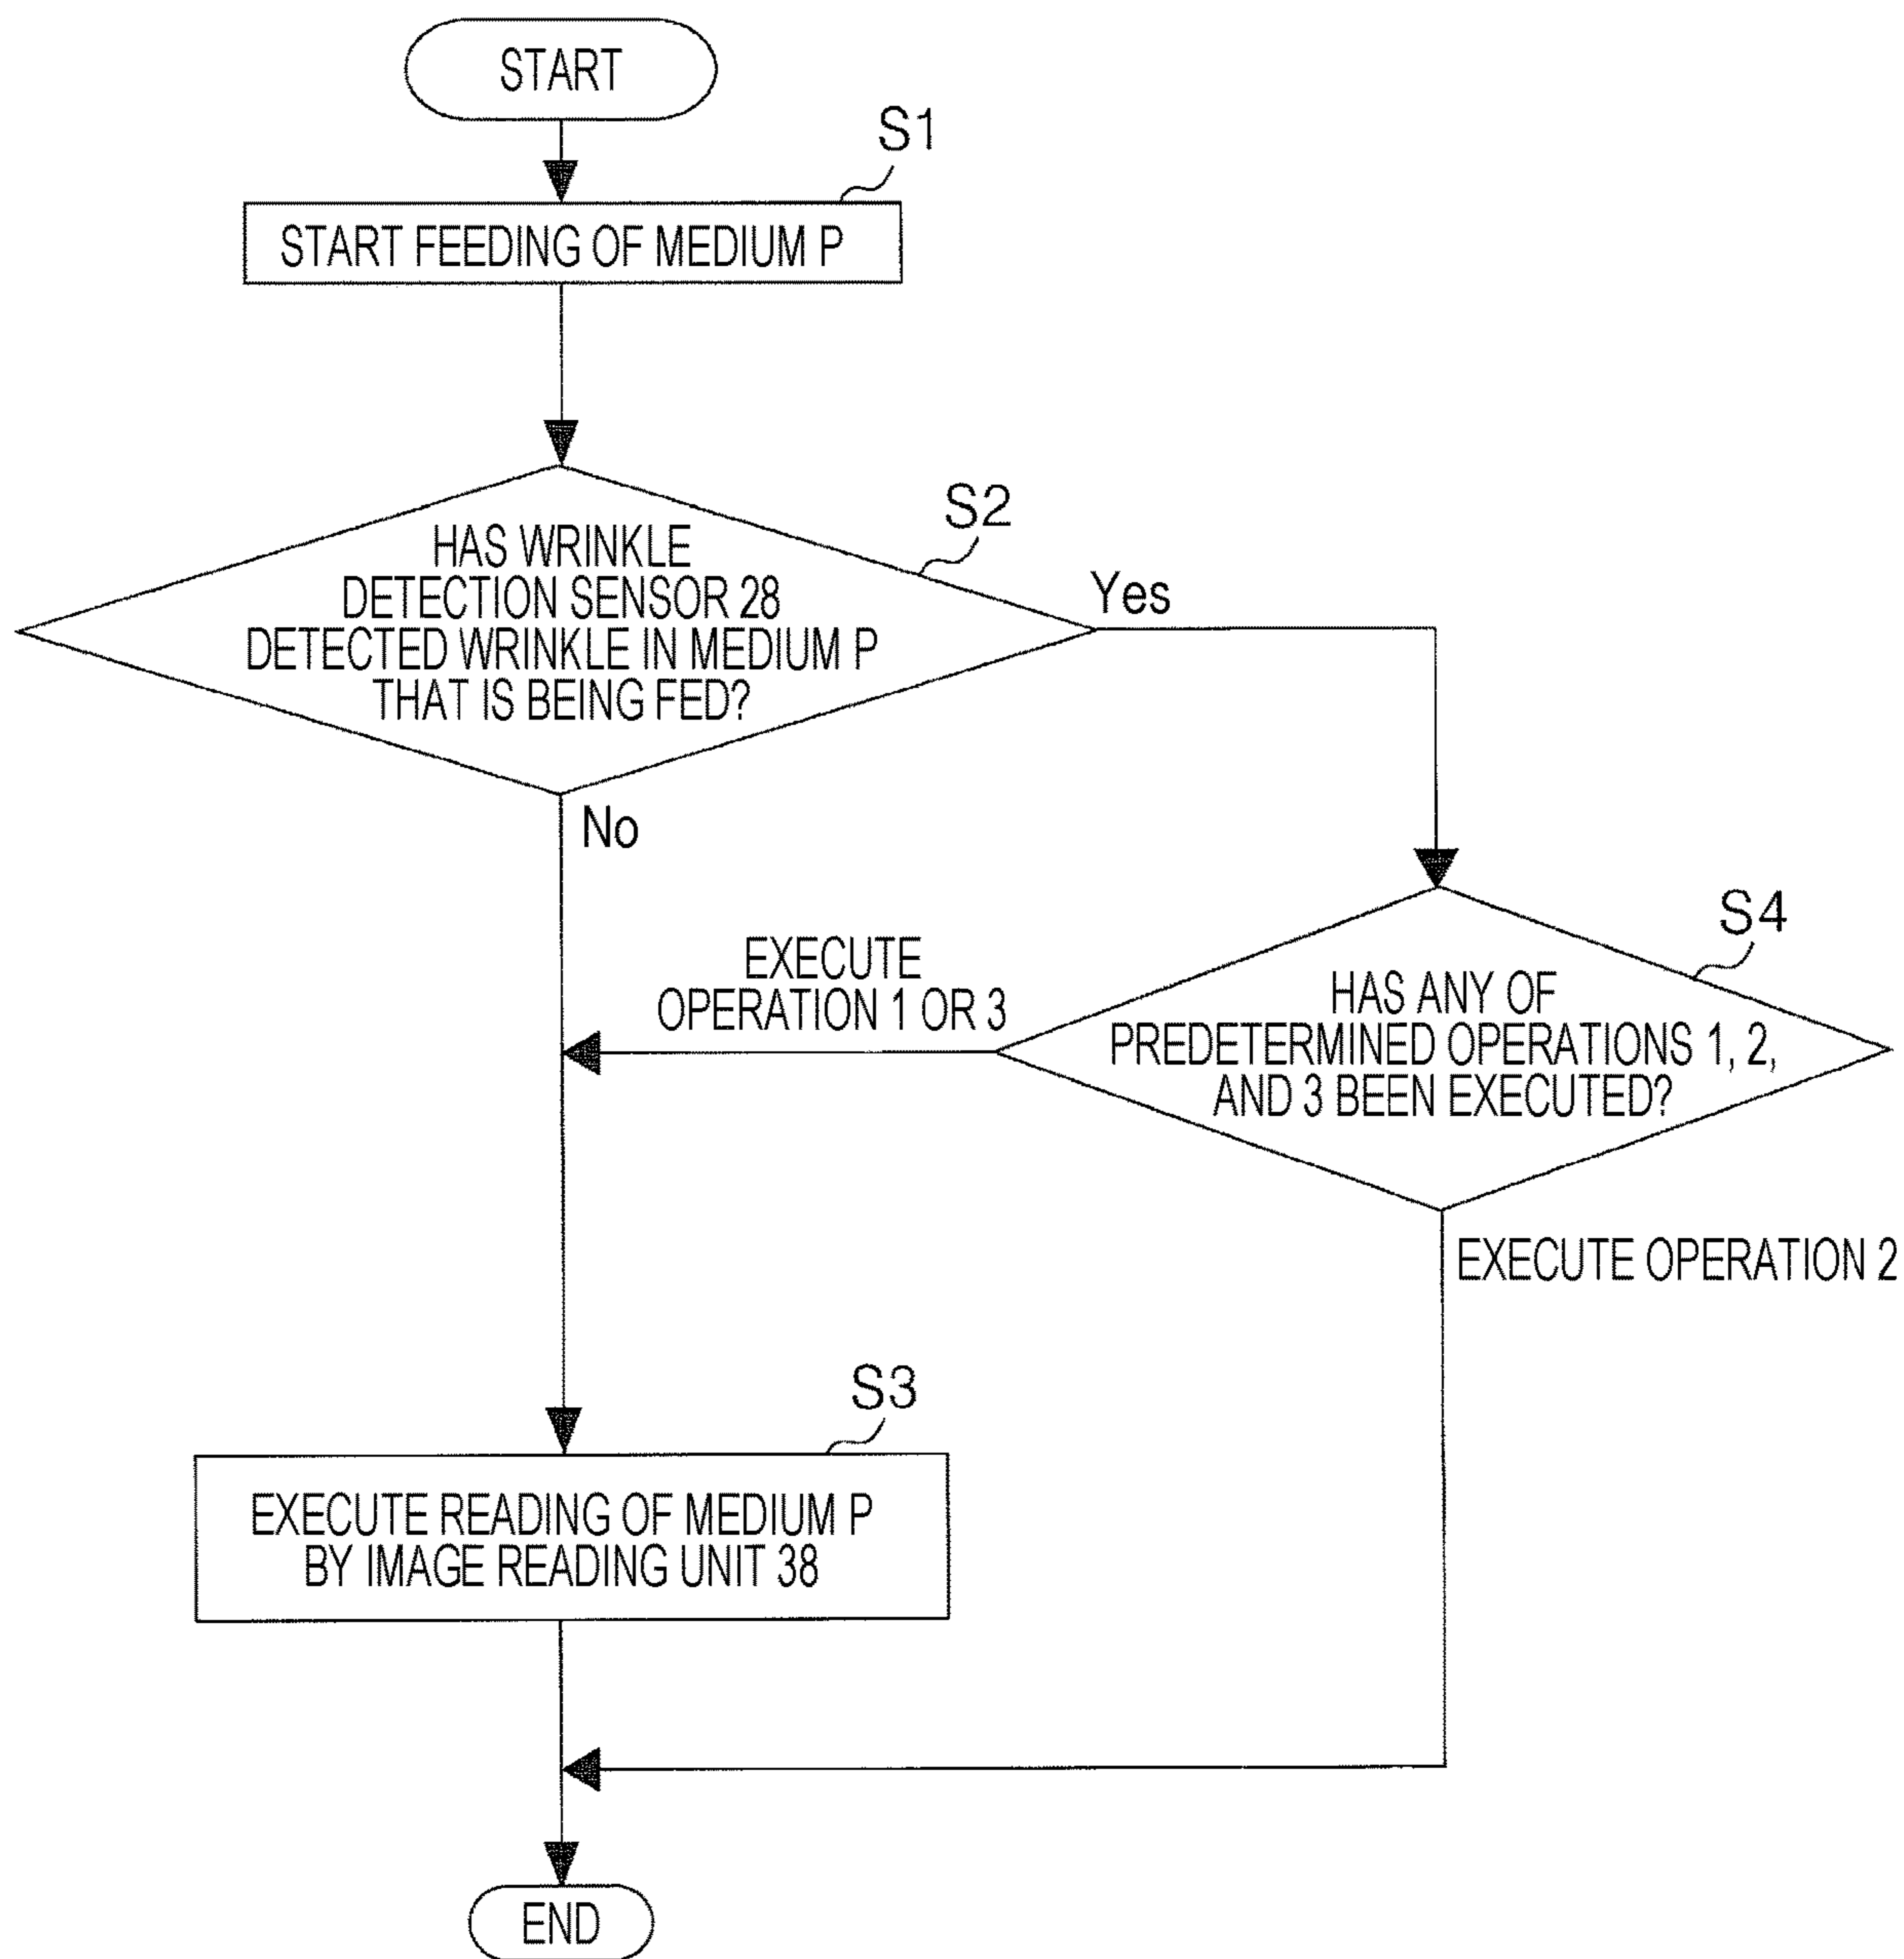 START
S1
START FEEDING OF MEDIUM P
S2
HAS WRINKLE
DETECTION SENSOR 28
DETECTED WRINKLE IN MEDIUM P
THAT IS BEING FED?
Yes
No
S4
HAS ANY OF
PREDETERMINED OPERATIONS 1, 2,
AND 3 BEEN EXECUTED?
EXECUTE
OPERATION 1 OR 3
EXECUTE OPERATION 2
S3
EXECUTE READING OF MEDIUM P
BY IMAGE READING UNIT 38
END